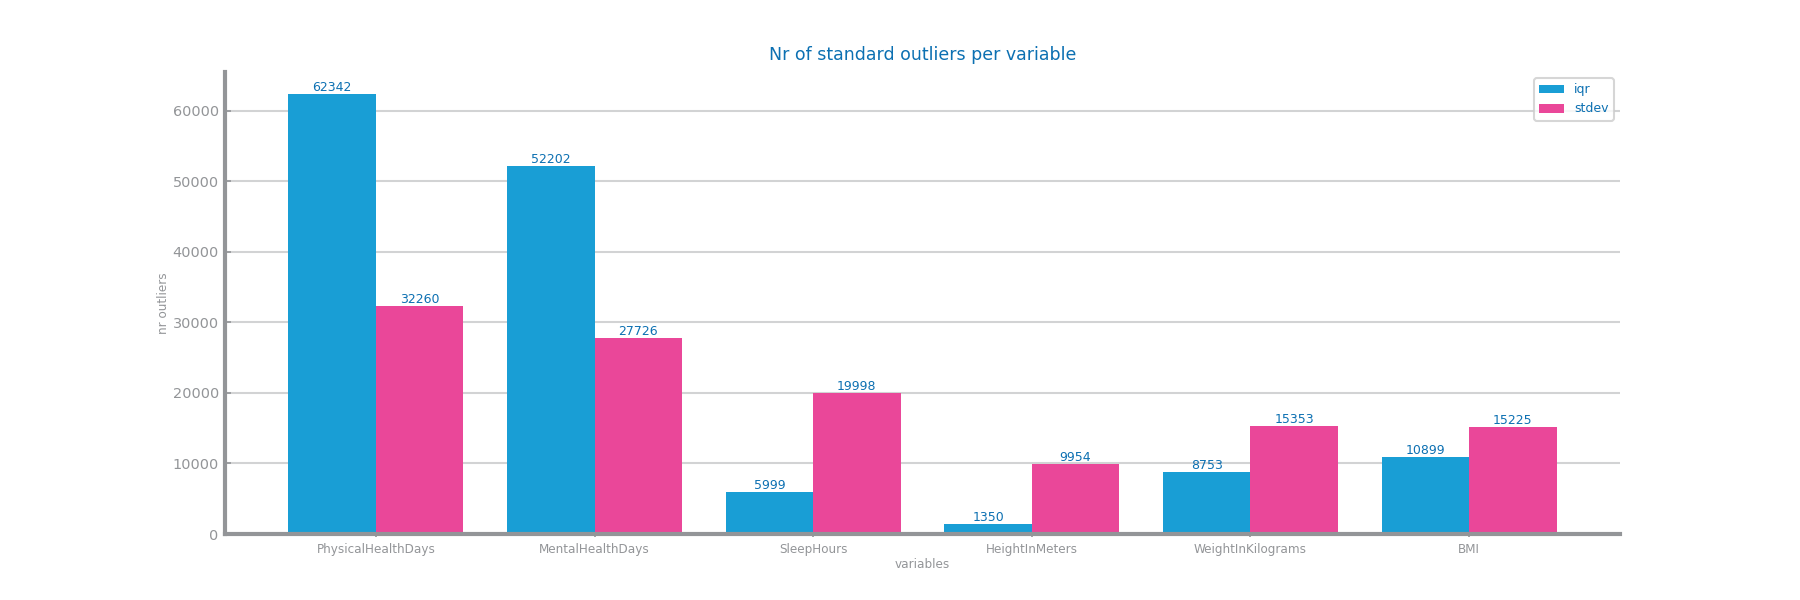 Nr of standard outliers per variable
iqr
stdev
nr outliers
60000
50000
40000
30000
20000
10000
0
62342
32260
52202
27726
5999
19998
1350
9954
8753
15353
10899
15225
PhysicalHealthDays
MentalHealthDays
SleepHours
HeightInMeters
WeightInKilograms
BMI
variables